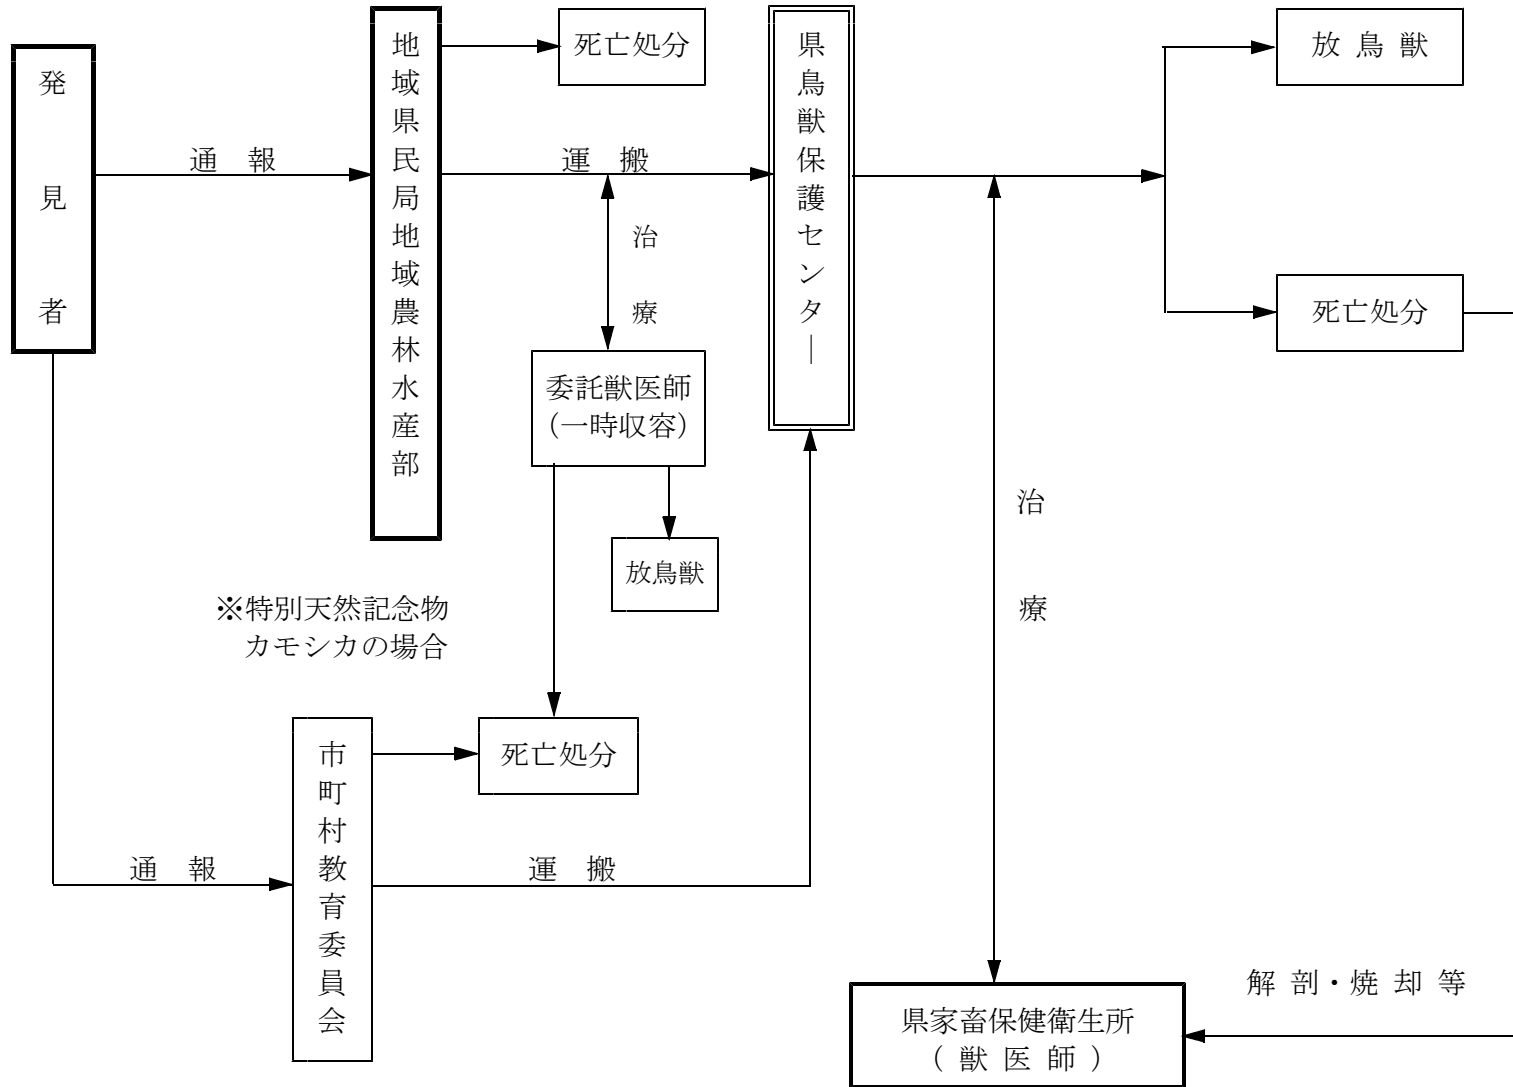 発見者
通報
地域県民局地域農林水産部
死亡処分
運搬
治療
委託獣医師
（一時収容）
放鳥獣
県鳥獣保護センター
放鳥獣
死亡処分
治療
※特別天然記念物
カモシカの場合
通報
市町村教育委員会
死亡処分
運搬
解剖・焼却等
県家畜保健衛生所
（獣医師）